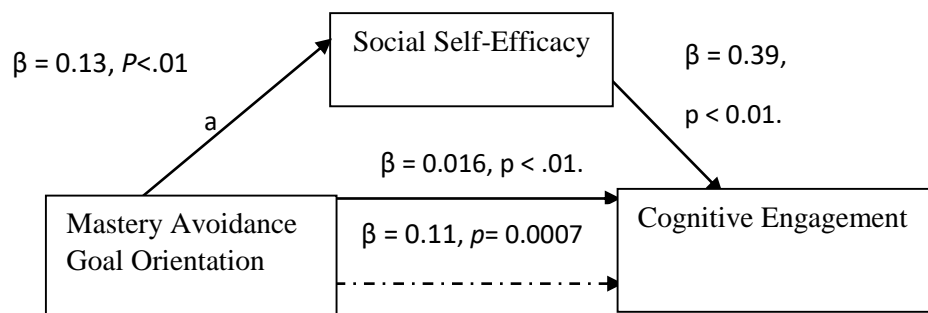 Social Self-Efficacy
β = 0.13, P<.01
β = 0.39,
p < 0.01.
a
β = 0.016, p < .01.
Mastery Avoidance
Goal Orientation
β = 0.11, p= 0.0007
Cognitive Engagement